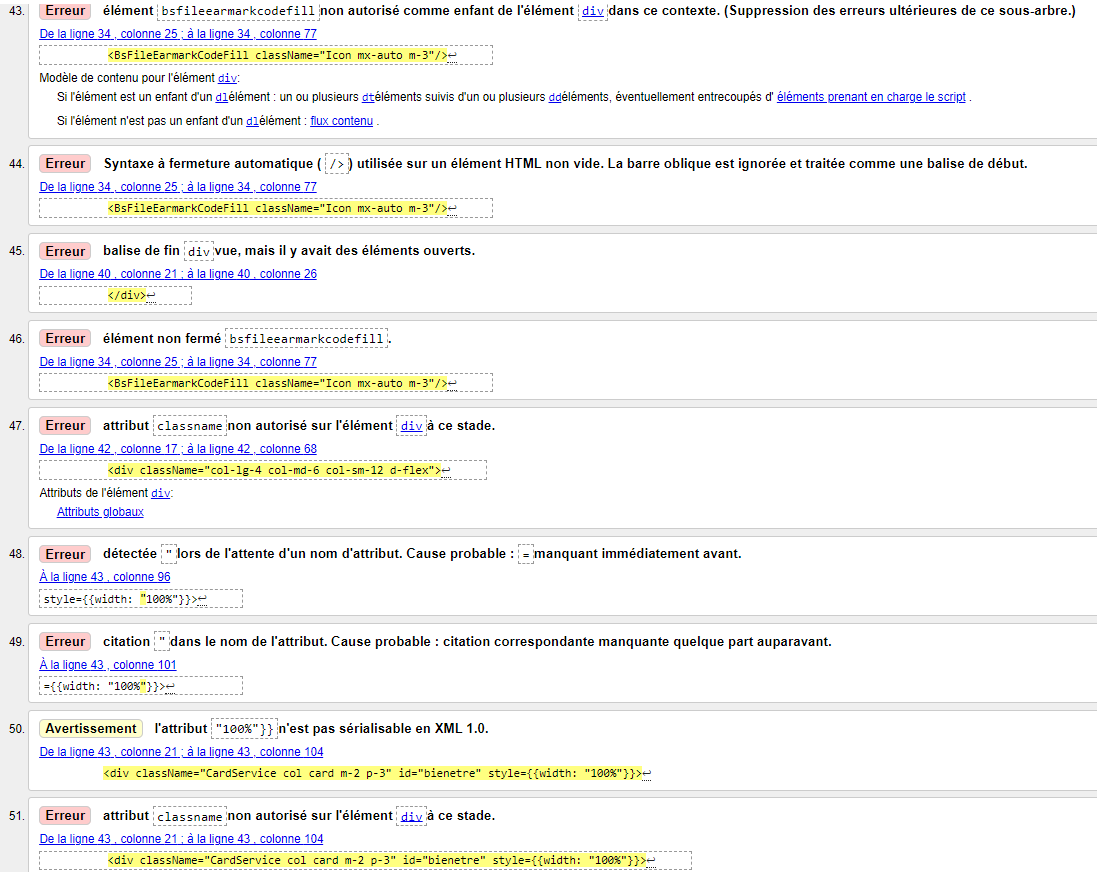 43. Erreur élément bsfileearmarkcodefill non autorisé comme enfant de l'élément div dans ce contexte. (Suppression des erreurs ultérieures de ce sous-arbre.)
De la ligne 34 , colonne 25 ; à la ligne 34 , colonne 77
<BsFileEarmarkCodeFill className="Icon mx-auto m-3"/>↩
Modèle de contenu pour l'élément div:
Si l'élément est un enfant d'un dlélément : un ou plusieurs dtéléments suivis d'un ou plusieurs ddéléments, éventuellement entrecoupés d' éléments prenant en charge le script .
Si l'élément n'est pas un enfant d'un dlélément : flux contenu .
44. Erreur Syntaxe à fermeture automatique ( /> ) utilisée sur un élément HTML non vide. La barre oblique est ignorée et traitée comme une balise de début.
De la ligne 34 , colonne 25 ; à la ligne 34 , colonne 77
<BsFileEarmarkCodeFill className="Icon mx-auto m-3"/>↩
45. Erreur balise de fin div vue, mais il y avait des éléments ouverts.
De la ligne 40 , colonne 21 ; à la ligne 40 , colonne 26
</div>↩
46. Erreur élément non fermé bsfileearmarkcodefill.
De la ligne 34 , colonne 25 ; à la ligne 34 , colonne 77
<BsFileEarmarkCodeFill className="Icon mx-auto m-3"/>↩
47. Erreur attribut classname non autorisé sur l'élément div à ce stade.
De la ligne 42 , colonne 17 ; à la ligne 42 , colonne 68
<div className="col-lg-4 col-md-6 col-sm-12 d-flex">↩
Attributs de l'élément div:
Attributs globaux
48. Erreur détectée " lors de l'attente d'un nom d'attribut. Cause probable : = manquant immédiatement avant.
À la ligne 43 , colonne 96
style={{width: "100%"}}>↩
49. Erreur citation " dans le nom de l'attribut. Cause probable : citation correspondante manquante quelque part auparavant.
À la ligne 43 , colonne 101
={{width: "100%"}}>↩
50. Avertissement l'attribut "100%"}} n'est pas sérialisable en XML 1.0.
De la ligne 43 , colonne 21 ; à la ligne 43 , colonne 104
<div className="CardService col card m-2 p-3" id="bienetre" style={{width: "100%"}}>↩
51. Erreur attribut classname non autorisé sur l'élément div à ce stade.
De la ligne 43 , colonne 21 ; à la ligne 43 , colonne 104
<div className="CardService col card m-2 p-3" id="bienetre" style={{width: "100%"}}>↩